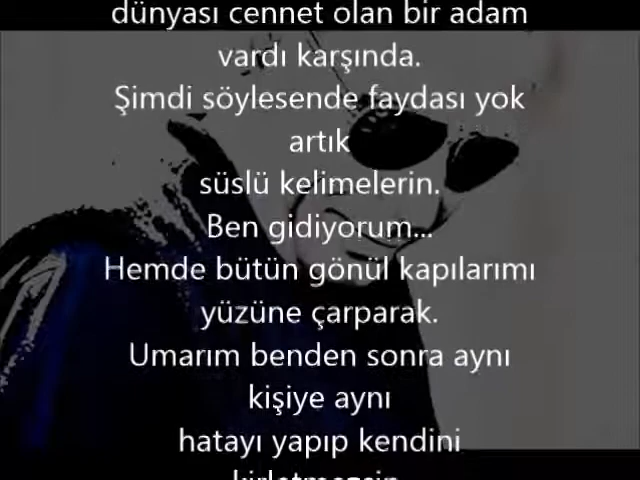 dünyası cennet olan bir adam
vardı karşında.
Şimdi söylesende faydası yok
artık
süslü kelimelerin.
Ben gidiyorum...
Hemde bütün gönül kapılarımı
yüzüne çarparak.
Umarım benden sonra aynı
kişiye aynı
hatayı yapıp kendini